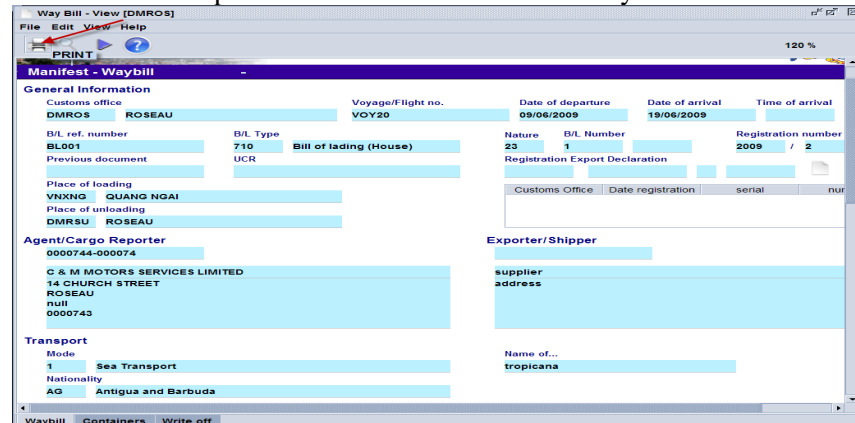 Way Bill - View [DMROS]
File Edit View Help
PRINT
120 %
Manifest - Waybill -
General Information
Customs office Voyage/Flight no. Date of departure Date of arrival Time of arrival
DMROS ROSEAU VOY20 09/06/2009 19/06/2009
B/L ref. number B/L Type Nature B/L Number Registration number
BL001 710 Bill of lading (House) 23 1 2009 / 2
Previous document UCR Registration Export Declaration
Place of loading
VNXNG QUANG NGAI
Customs Office Date registration serial
Place of unloading
DMRSU ROSEAU
Agent/Cargo Reporter Exporter/Shipper
0000744-000074
C & M MOTORS SERVICES LIMITED supplier
14 CHURCH STREET address
ROSEAU
null
0000743
Transport
Mode Name of...
1 Sea Transport tropicana
Nationality
AG Antigua and Barbuda
Waybill Containers Write off